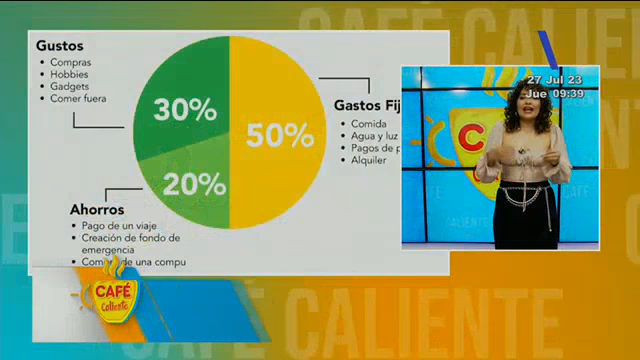 CAFÉ CALIENTE
Gustos
• Compras
• Hobbies
• Gadgets
• Comer fuera
30%
50%
20%
Gastos Fij
• Comida
• Agua y luz
• Pagos de p
• Alquiler
Ahorros
• Pago de un viaje
• Creación de fondo de
emergencia
de una compu
27 Jul 23
Jue 09:39
CAFÉ
CALIENTE
CAFÉ
Caliente
CAFÉ CALIENTE